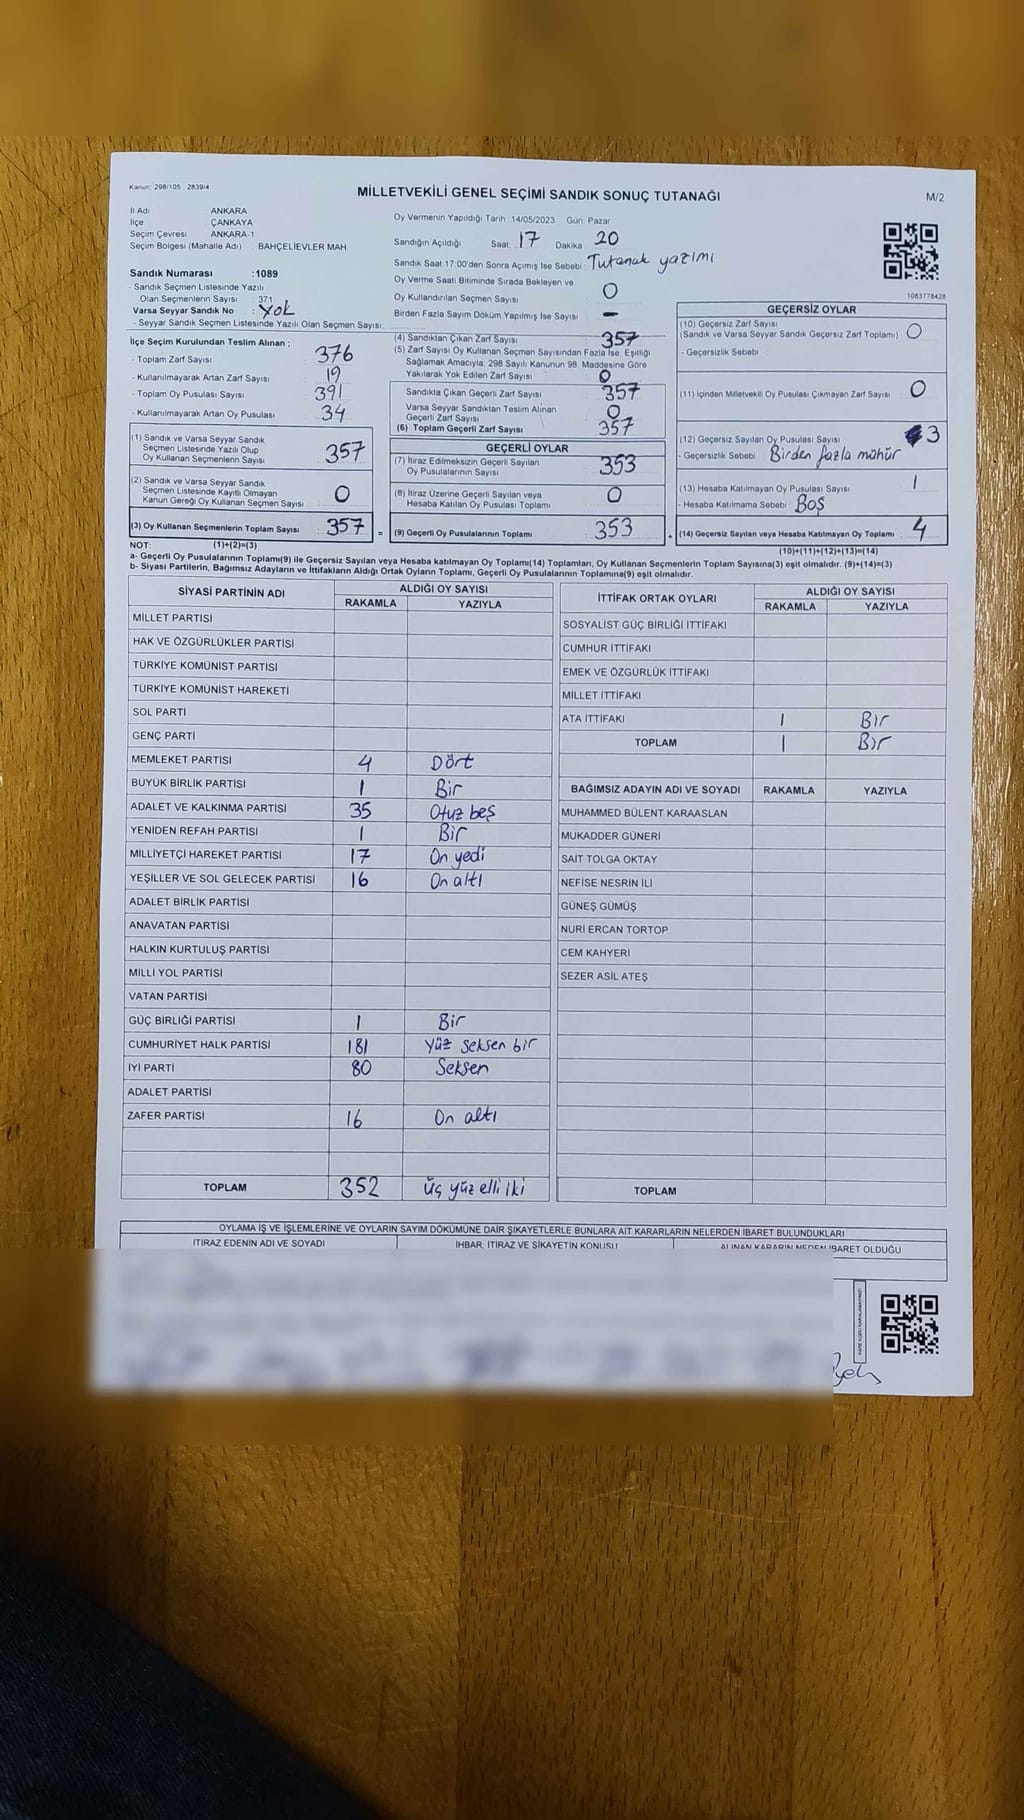 Kanun: 298/105 , 2839/4
MİLLETVEKİLİ GENEL SEÇİMİ SANDIK SONUÇ TUTANAĞI
M/2
İl Adı ANKARA
İlçe ÇANKAYA
Seçim Çevresi ANKARA-1
Seçim Bölgesi (Mahalle Adı) : BAHÇELİEVLER MAH
Sandık Numarası :1089
- Sandık Seçmen Listesinde Yazılı
Olan Seçmenlerin Sayısı : 371
Varsa Seyyar Sandık No : Yok
- Seyyar Sandık Seçmen Listesinde Yazılı Olan Seçmen Sayısı:
Oy Vermenin Yapıldığı Tarih :14/05/2023 Gün: Pazar
Sandığın Açıldığı Saat: 17 Dakika: 20
Sandık Saat 17:00'den Sonra Açımış İse Sebebi: Tutanak yazımı
Oy Verme Saati Bitiminde Sırada Bekleyen ve
Oy Kullandırılan Seçmen Sayısı 0
Birden Fazla Sayım Döküm Yapılmış İse Sayısı : -
1083778428
İlçe Seçim Kurulundan Teslim Alınan ;
- Toplam Zarf Sayısı : 376
- Kullanılmayarak Artan Zarf Sayısı : 19
- Toplam Oy Pusulası Sayısı : 391
- Kullanılmayarak Artan Oy Pusulası : 34
(1) Sandık ve Varsa Seyyar Sandık
Seçmen Listesinde Yazılı Olup
Oy Kullanan Seçmenlerin Sayısı : 357
(2) Sandık ve Varsa Seyyar Sandık
Seçmen Listesinde Kayıtlı Olmayan
Kanun Gereği Oy Kullanan Seçmen Sayısı : 0
(3) Oy Kullanan Seçmenlerin Toplam Sayısı : 357
(4) Sandıktan Çıkan Zarf Sayısı : 357
(5) Zarf Sayısı Oy Kullanan Seçmen Sayısından Fazla İse, Eşitliği
Sağlamak Amacıyla, 298 Sayılı Kanunun 98. Maddesine Göre
Yakılarak Yok Edilen Zarf Sayısı : 0
Sandıkta Çıkan Geçerli Zarf Sayısı : 357
Varsa Seyyar Sandıktan Teslim Alınan
Geçerli Zarf Sayısı : 0
(6) Toplam Geçerli Zarf Sayısı : 357
GEÇERLİ OYLAR
(7) İtiraz Edilmeksizin Geçerli Sayılan
Oy Pusulalarının Sayısı : 353
(8) İtiraz Üzerine Geçerli Sayılan veya
Hesaba Katılan Oy Pusulası Toplamı : 0
= (9) Geçerli Oy Pusulalarının Toplamı : 353
GEÇERSİZ OYLAR
(10) Geçersiz Zarf Sayısı
(Sandık ve Varsa Seyyar Sandık Geçersiz Zarf Toplamı) : 0
- Geçersizlik Sebebi :
(11) İçinden Milletvekili Oy Pusulası Çıkmayan Zarf Sayısı : 0
(12) Geçersiz Sayılan Oy Pusulası Sayısı : 3
- Geçersizlik Sebebi : Birden fazla mühür
(13) Hesaba Katılmayan Oy Pusulası Sayısı : 1
- Hesaba Katılmama Sebebi : Boş
+ (14) Geçersiz Sayılan veya Hesaba Katılmayan Oy Toplamı : 4
NOT: (1)+(2)=(3)
(10)+(11)+(12)+(13)=(14)
a- Geçerli Oy Pusulalarının Toplamı(9) ile Geçersiz Sayılan veya Hesaba katılmayan Oy Toplamı(14) Toplamları, Oy Kullanan Seçmenlerin Toplam Sayısına(3) eşit olmalıdır. (9)+(14)=(3)
b- Siyasi Partilerin, Bağımsız Adayların ve İttifakların Aldığı Ortak Oyların Toplamı, Geçerli Oy Pusulalarının Toplamına(9) eşit olmalıdır.
SİYASİ PARTİNİN ADI ALDIĞI OY SAYISI
RAKAMLA YAZIYLA
MİLLET PARTİSİ
HAK VE ÖZGÜRLÜKLER PARTİSİ
TÜRKİYE KOMÜNİST PARTİSİ
TÜRKİYE KOMÜNİST HAREKETİ
SOL PARTİ
GENÇ PARTİ
MEMLEKET PARTİSİ 4 Dört
BÜYÜK BİRLİK PARTİSİ 1 Bir
ADALET VE KALKINMA PARTİSİ 35 Otuz beş
YENİDEN REFAH PARTİSİ 1 Bir
MİLLİYETÇİ HAREKET PARTİSİ 17 On yedi
YEŞİLLER VE SOL GELECEK PARTİSİ 16 On altı
ADALET BİRLİK PARTİSİ
ANAVATAN PARTİSİ
HALKIN KURTULUŞ PARTİSİ
MİLLİ YOL PARTİSİ
VATAN PARTİSİ
GÜÇ BİRLİĞİ PARTİSİ 1 Bir
CUMHURİYET HALK PARTİSİ 181 Yüz seksen bir
İYİ PARTİ 80 Seksen
ADALET PARTİSİ
ZAFER PARTİSİ 16 On altı
TOPLAM 352 Üç yüz elli iki
İTTİFAK ORTAK OYLARI ALDIĞI OY SAYISI
RAKAMLA YAZIYLA
SOSYALİST GÜÇ BİRLİĞİ İTTİFAKI
CUMHUR İTTİFAKI
EMEK VE ÖZGÜRLÜK İTTİFAKI
MİLLET İTTİFAKI
ATA İTTİFAKI 1 Bir
TOPLAM 1 Bir
BAĞIMSIZ ADAYIN ADI VE SOYADI RAKAMLA YAZIYLA
MUHAMMED BÜLENT KARAASLAN
MUKADDER GÜNERİ
SAİT TOLGA OKTAY
NEFİSE NESRİN İLİ
GÜNEŞ GÜMÜŞ
NURİ ERCAN TORTOP
CEM KAHYERİ
SEZER ASİL ATEŞ
TOPLAM
OYLAMA İŞ VE İŞLEMLERİNE VE OYLARIN SAYIM DÖKÜMÜNE DAİR ŞİKAYETLERLE BUNLARA AİT KARARLARIN NELERDEN İBARET BULUNDUKLARI
İTİRAZ EDENİN ADI VE SOYADI İHBAR, İTİRAZ VE ŞİKAYETİN KONUSU ALINAN KARARIN NEDEN İBARET OLDUĞU